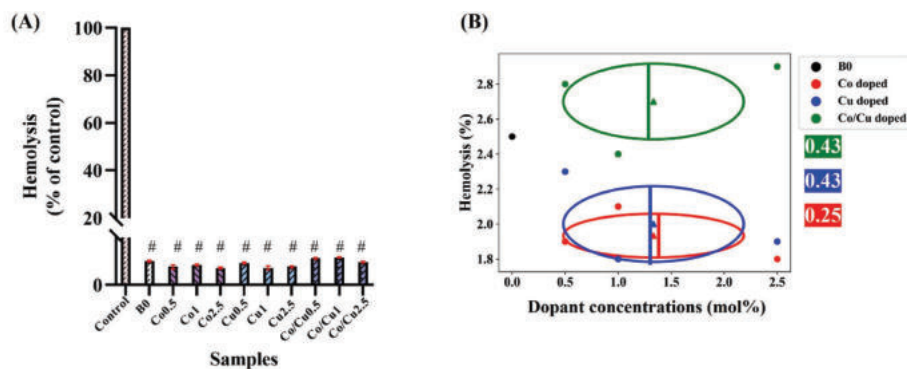 (A)
Hemolysis
(% of control)
100
80
60
40
20
0
# # # # # # # # # #
Control
B0
Co0.5
Co1
Co2.5
Cu0.5
Cu1
Cu2.5
Co/Cu0.5
Co/Cu1
Co/Cu2.5
Samples
(B)
Hemolysis (%)
2.8
2.6
2.4
2.2
2.0
1.8
0.0 0.5 1.0 1.5 2.0 2.5
Dopant concentrations (mol%)
B0
Co doped
Cu doped
Co/Cu doped
0.43
0.43
0.25